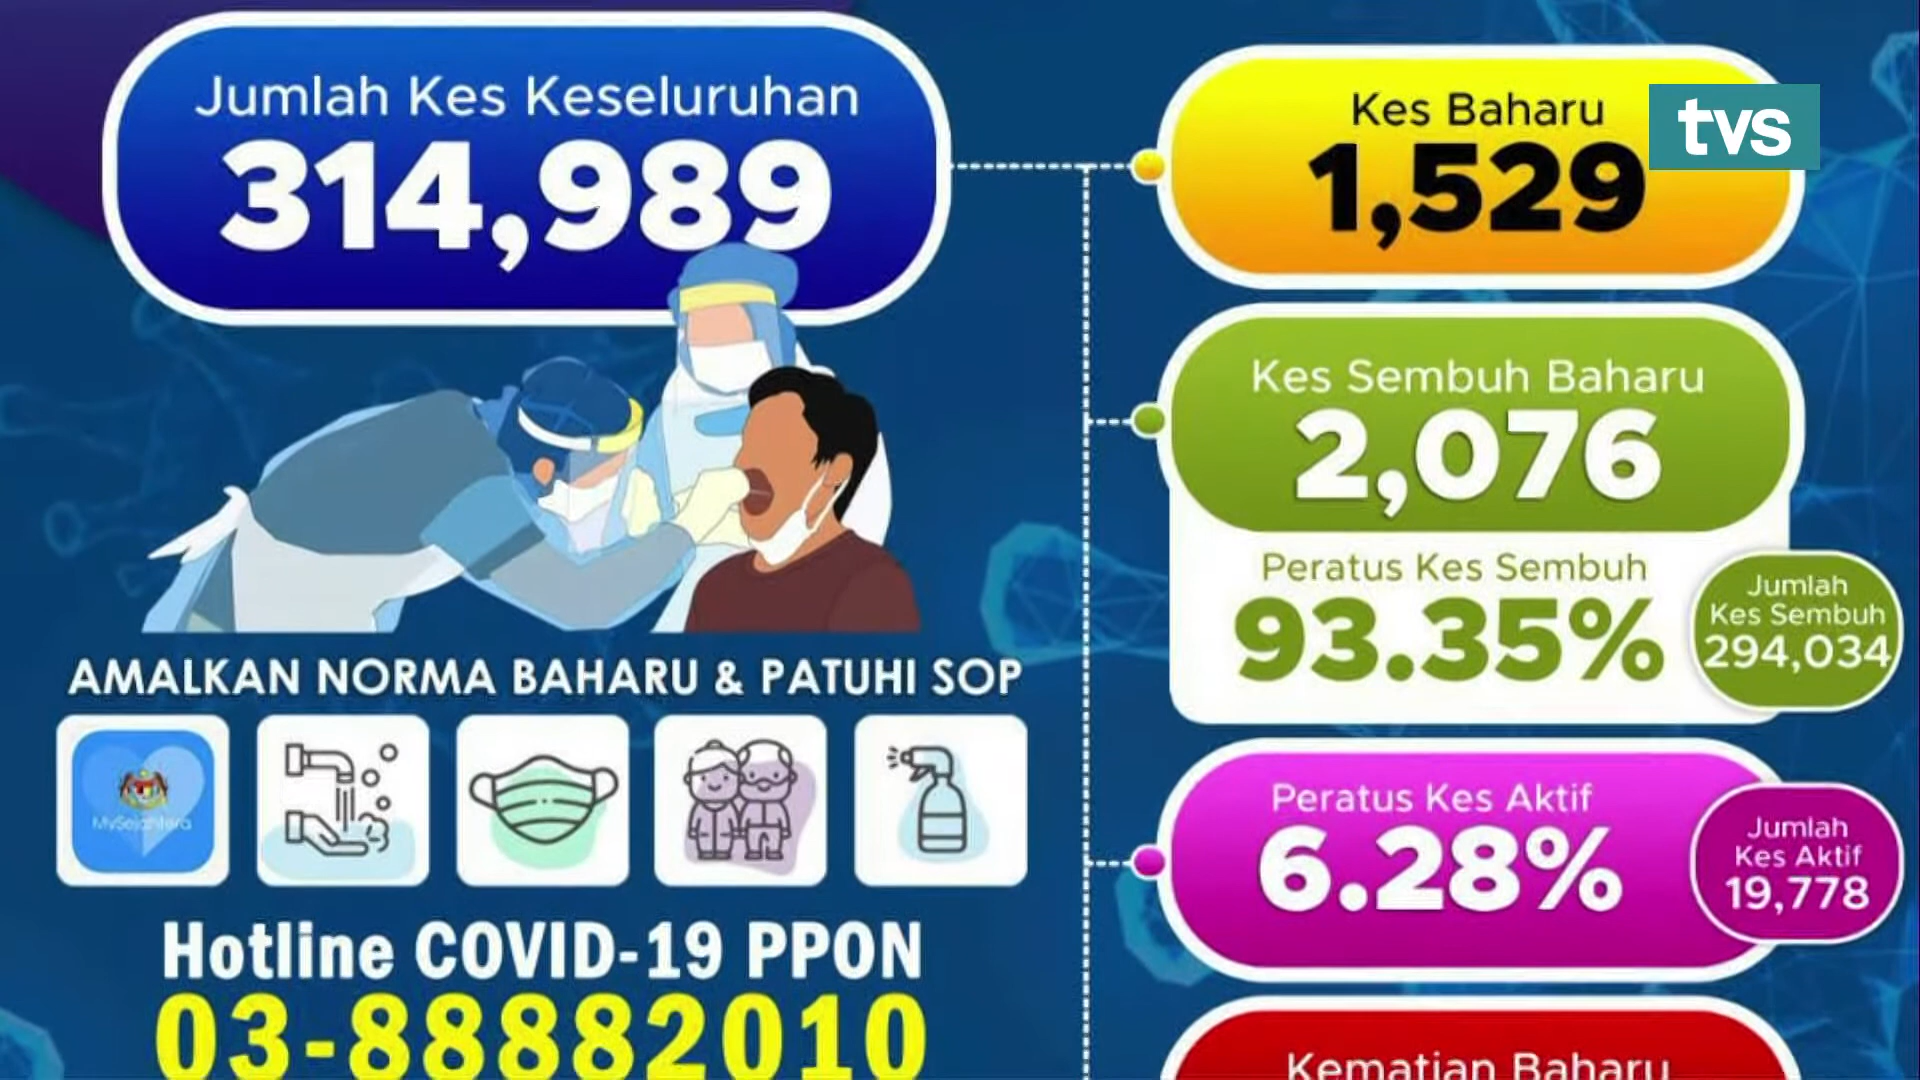 Jumlah Kes Keseluruhan
314,989
Kes Baharu
1,529
tvs
Kes Sembuh Baharu
2,076
Peratus Kes Sembuh
93.35%
Jumlah
Kes Sembuh
294,034
Peratus Kes Aktif
6.28%
Jumlah
Kes Aktif
19,778
AMALKAN NORMA BAHARU & PATUHI SOP
MySejahtera
Hotline COVID-19 PPON
03-88882010
Kematian Baharu